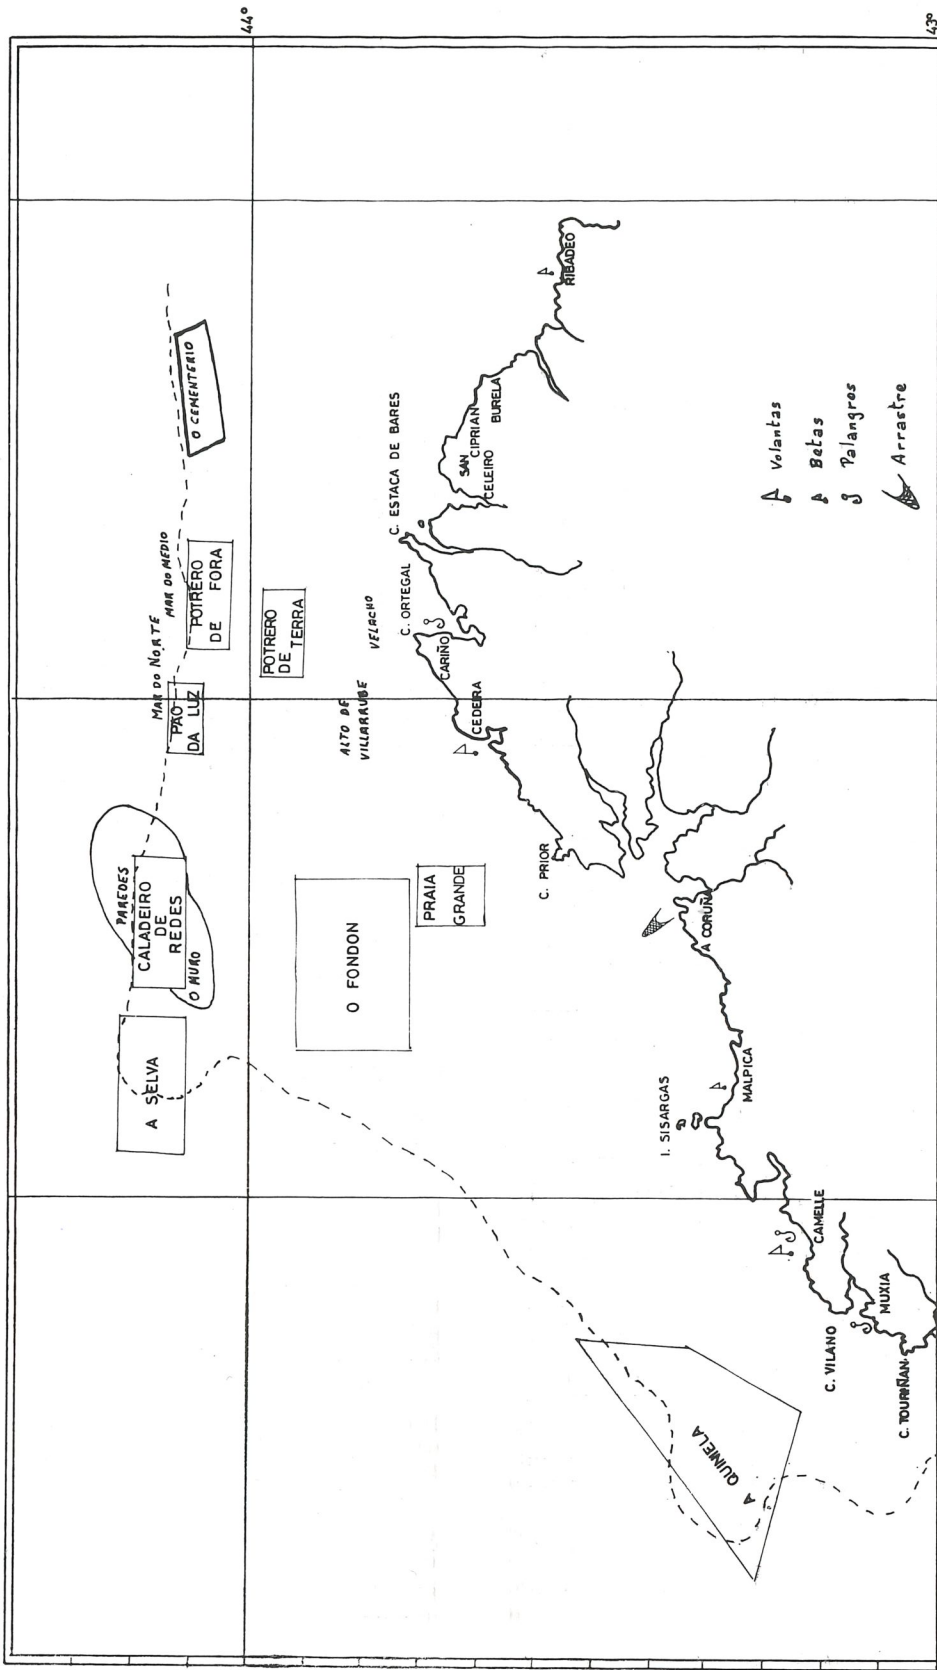 44°
43°
O CEMENTERIO
MAR DO NORTE
MAR DO MEDIO
POTRERO
DE FORA
PAO
DA LUZ
POTRERO
DE TERRA
PAREDES
CALADEIRO
DE
REDES
O MURO
A SELVA
O FONDON
PRAIA
GRANDE
ALTO DE
VILLARRUBE
VELACHO
A QUINIELA
C. ESTACA DE BARES
C. ORTEGAL
CARIÑO
CEDEIRA
C. PRIOR
SAN
CIPRIAN
CELEIRO
BURELA
RIBADEO
A CORUÑA
MALPICA
I. SISARGAS
CAMELLE
C. VILANO
MUXIA
C. TOURIÑAN
Volantas
Betas
Palangros
Arrastre